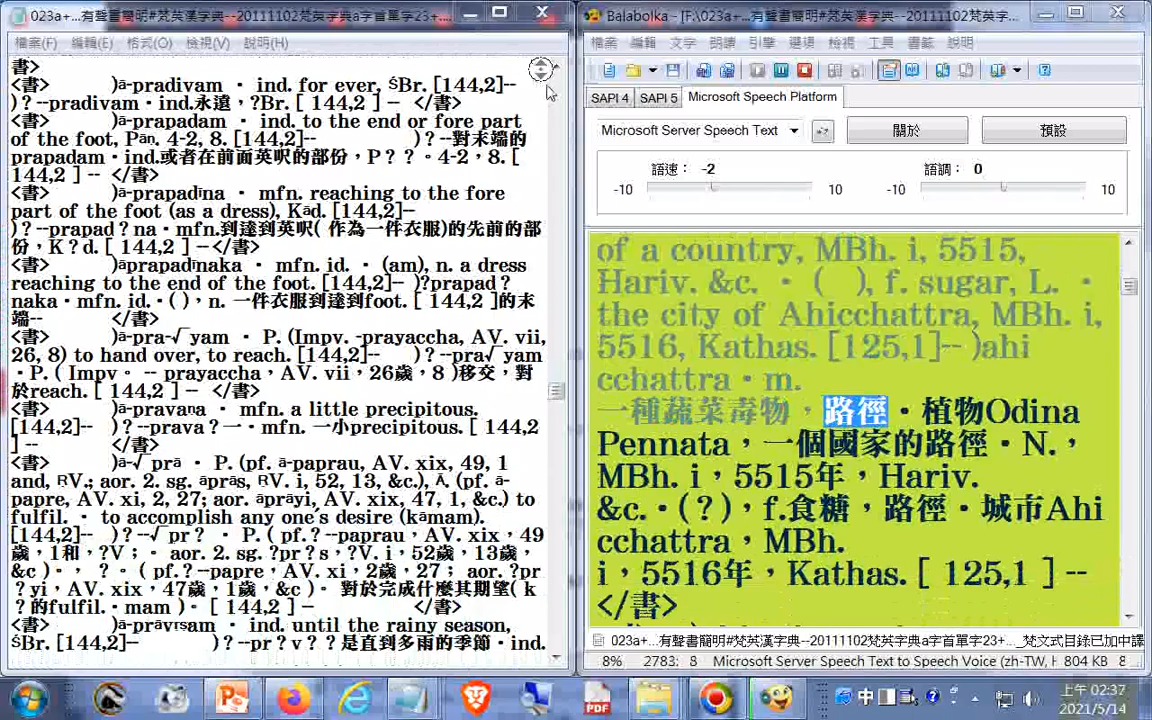 023a+...有聲書簡明#梵英漢字典--20111102梵英字典a字首單字23+...
檔案(F) 編輯(E) 格式(O) 檢視(V) 說明(H)
書>
<書> )ā-pradivam · ind. for ever, ŚBr. [144,2]--
)? --pradivam · ind.永遠，?Br. [ 144,2 ] -- </書>
<書> )ā-prapadam · ind. to the end or fore part
of the foot, Pāṇ. 4-2, 8. [144,2]-- )? --對末端的
prapadam · ind.或者在前面英呎的部份，P？？。4-2，8. [
144,2 ] -- </書>
<書> )ā-prapadīna · mfn. reaching to the fore
part of the foot (as a dress), Kād. [144,2]--
)? --prapad？na · mfn.到達到英呎( 作為一件衣服)的先前的部
份，K？d. [ 144,2 ] --</書>
<書> )āprapadīnaka · mfn. id. · (am), n. a dress
reaching to the end of the foot. [144,2]-- )?prapad？
naka · mfn. id. · ( )，n. 一件衣服到達到foot. [ 144,2 ]的末
端-- </書>
<書> )ā-pra-√yam · P. (Impv. -prayaccha, AV. vii,
26, 8) to hand over, to reach. [144,2]-- )? --pra√yam
· P. ( Impv。-- prayaccha，AV. vii，26歲，8 )移交，對
於reach. [ 144,2 ] -- </書>
<書> )ā-pravaṇa · mfn. a little precipitous.
[144,2]-- )? --prava？一 · mfn. 一小precipitous. [ 144,2
] -- </書>
<書> )ā-√prā · P. (pf. ā-paprau, AV. xix, 49, 1
and, ṚV.; aor. 2. sg. āprās, ṚV. i, 52, 13, &c.), Ā. (pf. ā-
papre, AV. xi, 2, 27; aor. āprāyi, AV. xix, 47, 1, &c.) to
fulfil. · to accomplish any one's desire (kāmam).
[144,2]-- )? --√pr？ · P. ( pf.？--paprau，AV. xix，49
歲，1和，?V； · aor. 2. sg. ?pr？s，?V. i，52歲，13歲，
&c )。，？。( pf.？--papre，AV. xi，2歲，27； aor. ?pr
？yi，AV. xix，47歲，1歲，&c )。 對於完成什麼其期望( k
？的fulfil.·mam )。[ 144,2 ] -- </書>
<書> )ā-prāvṛsam · ind. until the rainy season,
ŚBr. [144,2]-- )? --pr？v？？是直到多雨的季節 · ind.
Balabolka - [F:\023a+...有聲書簡明#梵英漢字典--20111102梵英字...
檔案 編輯 文字 朗讀 引擎 選項 檢視 工具 書籤 說明
SAPI 4 SAPI 5 Microsoft Speech Platform
Microsoft Server Speech Text 關於 預設
語速： -2 語調： 0
-10 10 -10 10
of a country, MBh. i, 5515,
Hariv. &c. · ( ), f. sugar, L. ·
the city of Ahicchattra, MBh. i,
5516, Kathas. [125,1]-- )ahi
cchattra · m.
一種蔬菜毒物，路徑 · 植物Odina
Pennata，一個國家的路徑 · N.，
MBh. i，5515年，Hariv.
&c. · (？)，f.食糖，路徑 · 城市Ahi
cchattra，MBh.
i，5516年，Kathas. [ 125,1 ] --
</書>
023a+...有聲書簡明#梵英漢字典--20111102梵英字典a字首單字23+..._梵文式目錄已加中譯
8% 2783: 8 Microsoft Server Speech Text to Speech Voice (zh-TW, H 804 KB 8
中
上午 02:37
2021/5/14